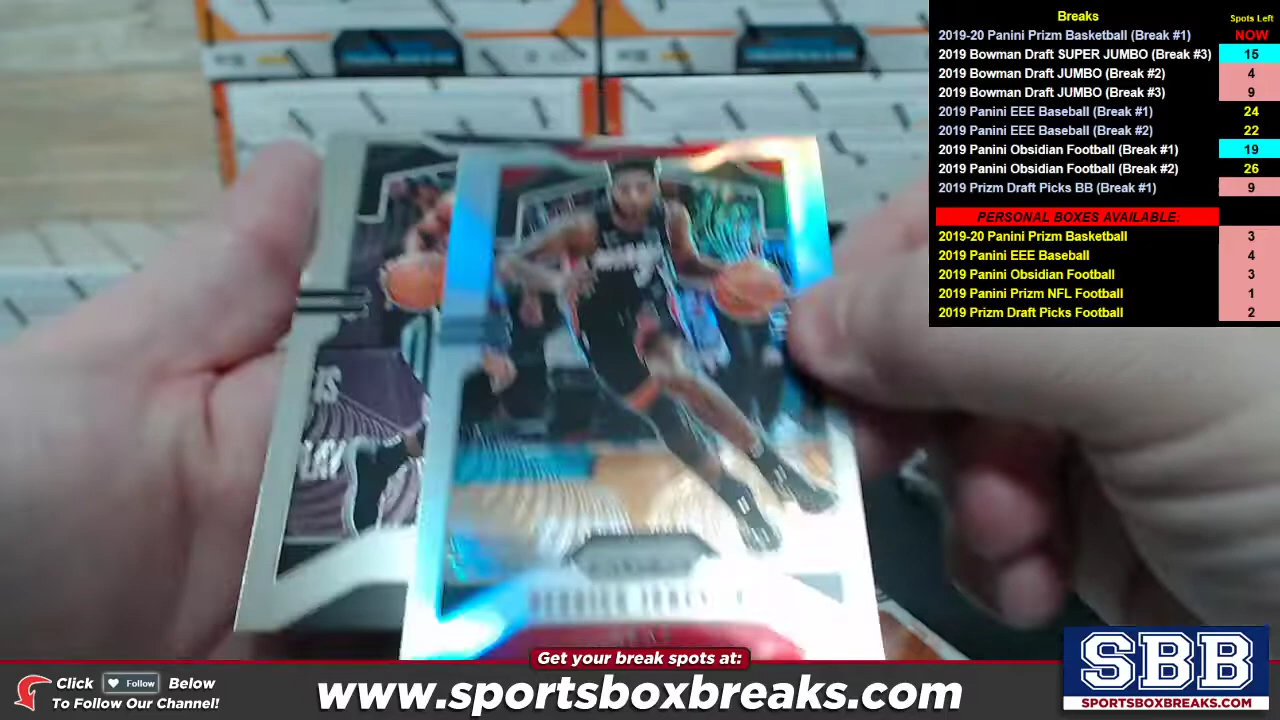 Breaks Spots Left
2019-20 Panini Prizm Basketball (Break #1) NOW
2019 Bowman Draft SUPER JUMBO (Break #3) 15
2019 Bowman Draft JUMBO (Break #2) 4
2019 Bowman Draft JUMBO (Break #3) 9
2019 Panini EEE Baseball (Break #1) 24
2019 Panini EEE Baseball (Break #2) 22
2019 Panini Obsidian Football (Break #1) 19
2019 Panini Obsidian Football (Break #2) 26
2019 Prizm Draft Picks BB (Break #1) 9
PERSONAL BOXES AVAILABLE:
2019-20 Panini Prizm Basketball 3
2019 Panini EEE Baseball 4
2019 Panini Obsidian Football 3
2019 Panini Prizm NFL Football 1
2019 Prizm Draft Picks Football 2
Get your break spots at:
Click Follow Below
To Follow Our Channel!
www.sportsboxbreaks.com
SBB
SPORTSBOXBREAKS.COM